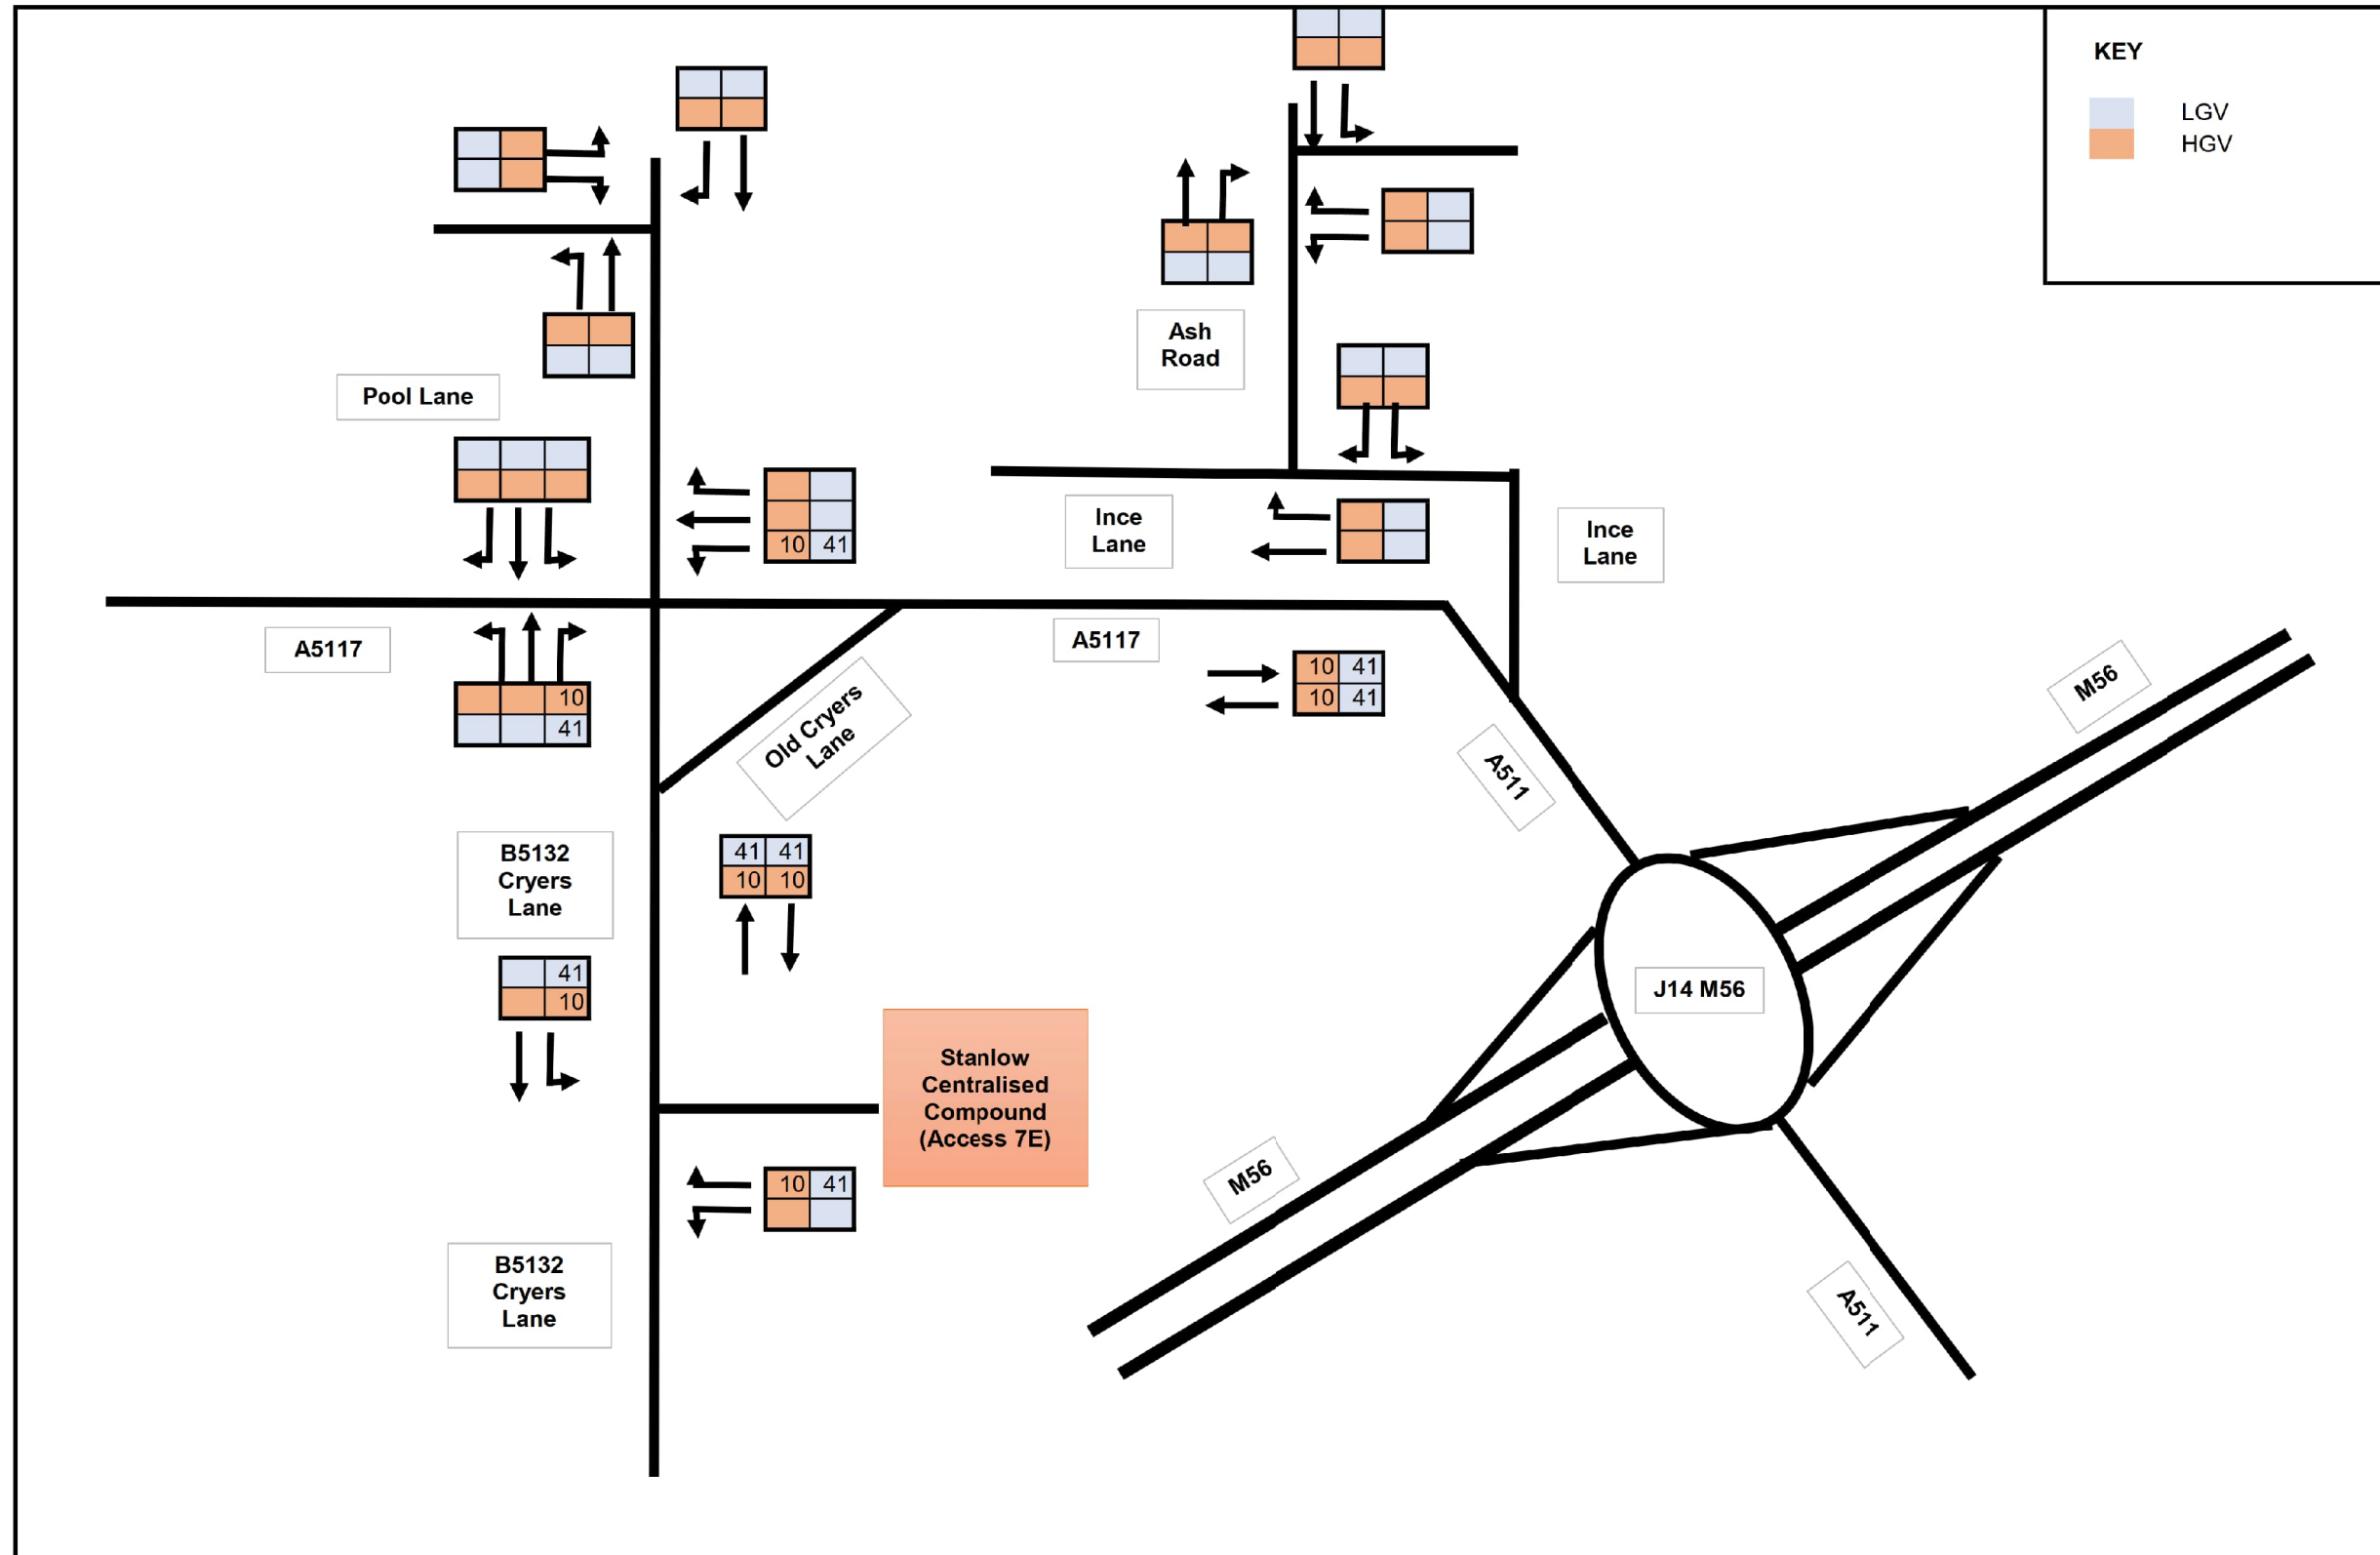 KEY
LGV
HGV
Ash
Road
Pool Lane
10 41
Ince
Lane
Ince
Lane
A5117
A5117
10 41
10 41
10
41
M56
Old Cryers
Lane
A511
B5132
Cryers
Lane
41 41
10 10
41
10
J14 M56
Stanlow
Centralised
Compound
(Access 7E)
M56
10 41
B5132
Cryers
Lane
A511